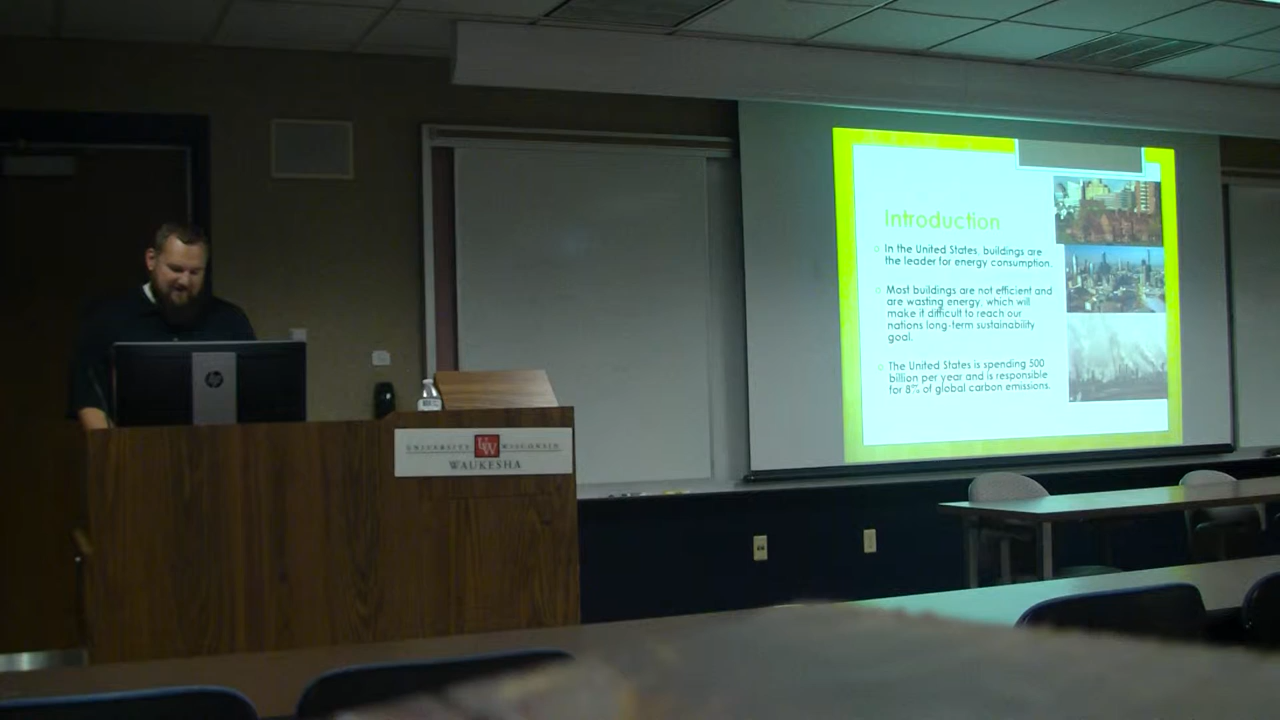 Introduction
In the United States, buildings are
the leader for energy consumption.
Most buildings are not efficient and
are wasting energy, which will
make it difficult to reach our
nations long-term sustainability
goal.
The United States is spending 500
billion per year and is responsible
for 8% of global carbon emissions.
hp
UNIVERSITY UW WISCONSIN
WAUKESHA